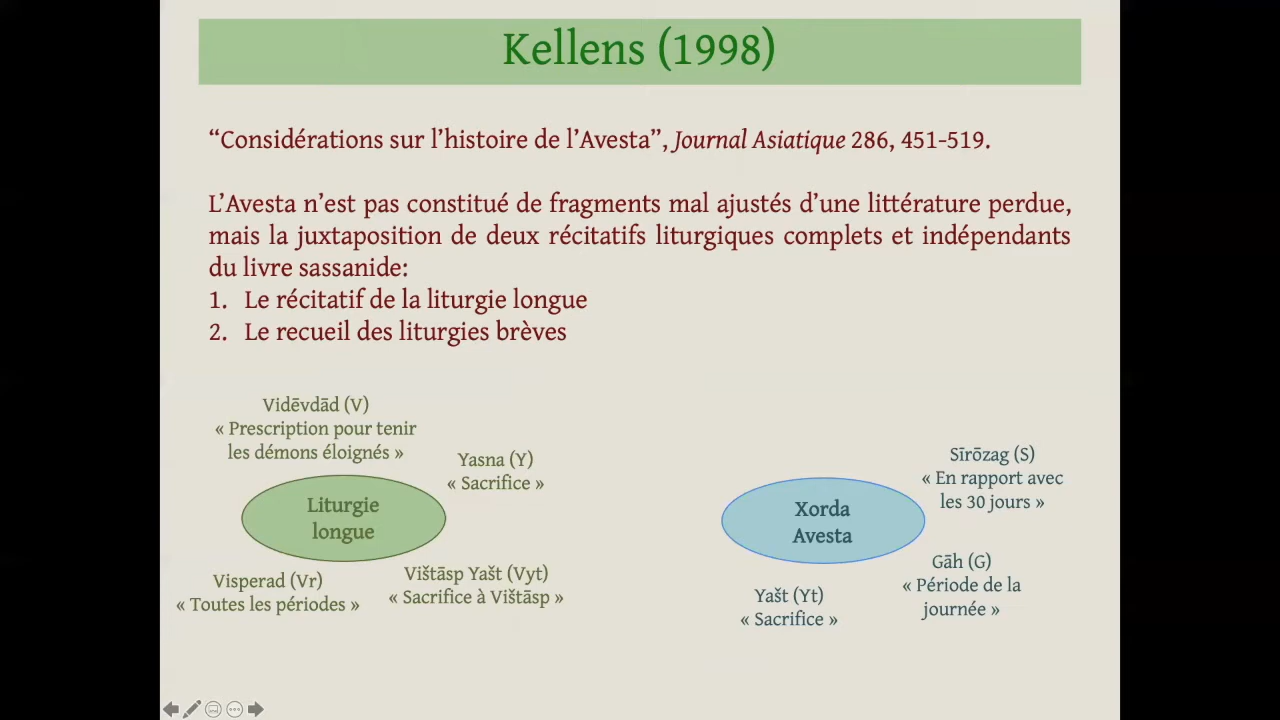 Kellens (1998)
“Considérations sur l’histoire de l’Avesta”, Journal Asiatique 286, 451-519.
L’Avesta n’est pas constitué de fragments mal ajustés d’une littérature perdue,
mais la juxtaposition de deux récitatifs liturgiques complets et indépendants
du livre sassanide:
1. Le récitatif de la liturgie longue
2. Le recueil des liturgies brèves
Vidēvdād (V)
« Prescription pour tenir
les démons éloignés »
Yasna (Y)
« Sacrifice »
Liturgie
longue
Visperad (Vr)
« Toutes les périodes »
Vištāsp Yašt (Vyt)
« Sacrifice à Vištāsp »
Sīrōzag (S)
« En rapport avec
les 30 jours »
Xorda
Avesta
Gāh (G)
« Période de la
journée »
Yašt (Yt)
« Sacrifice »